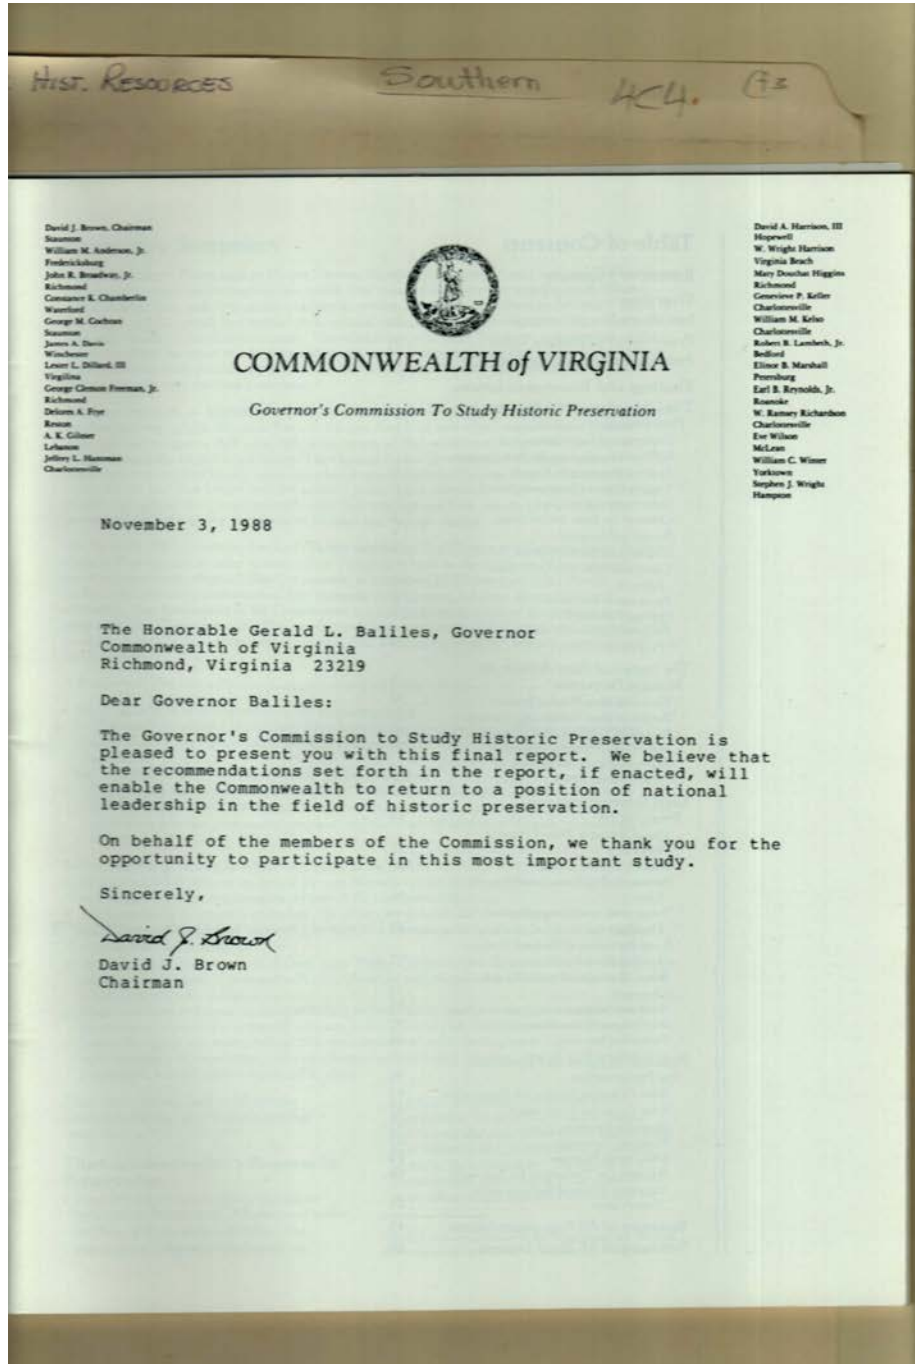 HIST. RESOURCES Southern 4C4.
David J. Brown, Chairman
Staunton
William M. Anderson, Jr.
Fredericksburg
John R. Broadway, Jr.
Richmond
Constance K. Chamberlin
Waterford
George M. Cochran
Staunton
James A. Davis
Winchester
Lester L. Dillard, III
Virgilina
George Clemon Freeman, Jr.
Richmond
Delores A. Frye
Reston
A. K. Gilmer
Lebanon
Jeffrey L. Hantman
Charlottesville
David A. Harrison, III
Hopewell
W. Wright Harrison
Virginia Beach
Mary Douthat Higgins
Richmond
Genevieve P. Keller
Charlottesville
William M. Kelso
Charlottesville
Robert B. Lambeth, Jr.
Bedford
Elinor B. Marshall
Petersburg
Earl B. Reynolds, Jr.
Roanoke
W. Ramsey Richardson
Charlottesville
Eve Wilson
McLean
William C. Wimer
Yorktown
Stephen J. Wright
Hampton
COMMONWEALTH of VIRGINIA
Governor's Commission To Study Historic Preservation
November 3, 1988
The Honorable Gerald L. Baliles, Governor
Commonwealth of Virginia
Richmond, Virginia 23219
Dear Governor Baliles:
The Governor's Commission to Study Historic Preservation is
pleased to present you with this final report. We believe that
the recommendations set forth in the report, if enacted, will
enable the Commonwealth to return to a position of national
leadership in the field of historic preservation.
On behalf of the members of the Commission, we thank you for the
opportunity to participate in this most important study.
Sincerely,
David J. Brown
David J. Brown
Chairman